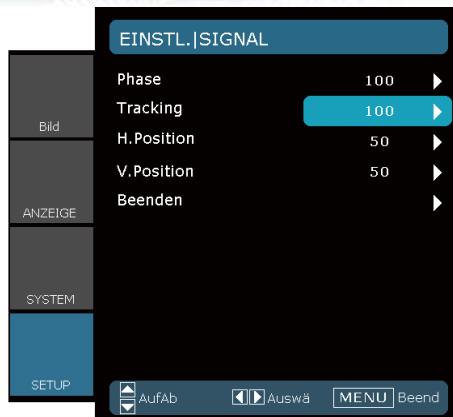 EINSTL.|SIGNAL
Phase 100
Tracking 100
H.Position 50
V.Position 50
Beenden
Bild
ANZEIGE
SYSTEM
SETUP
AufAb Auswä MENU Beend